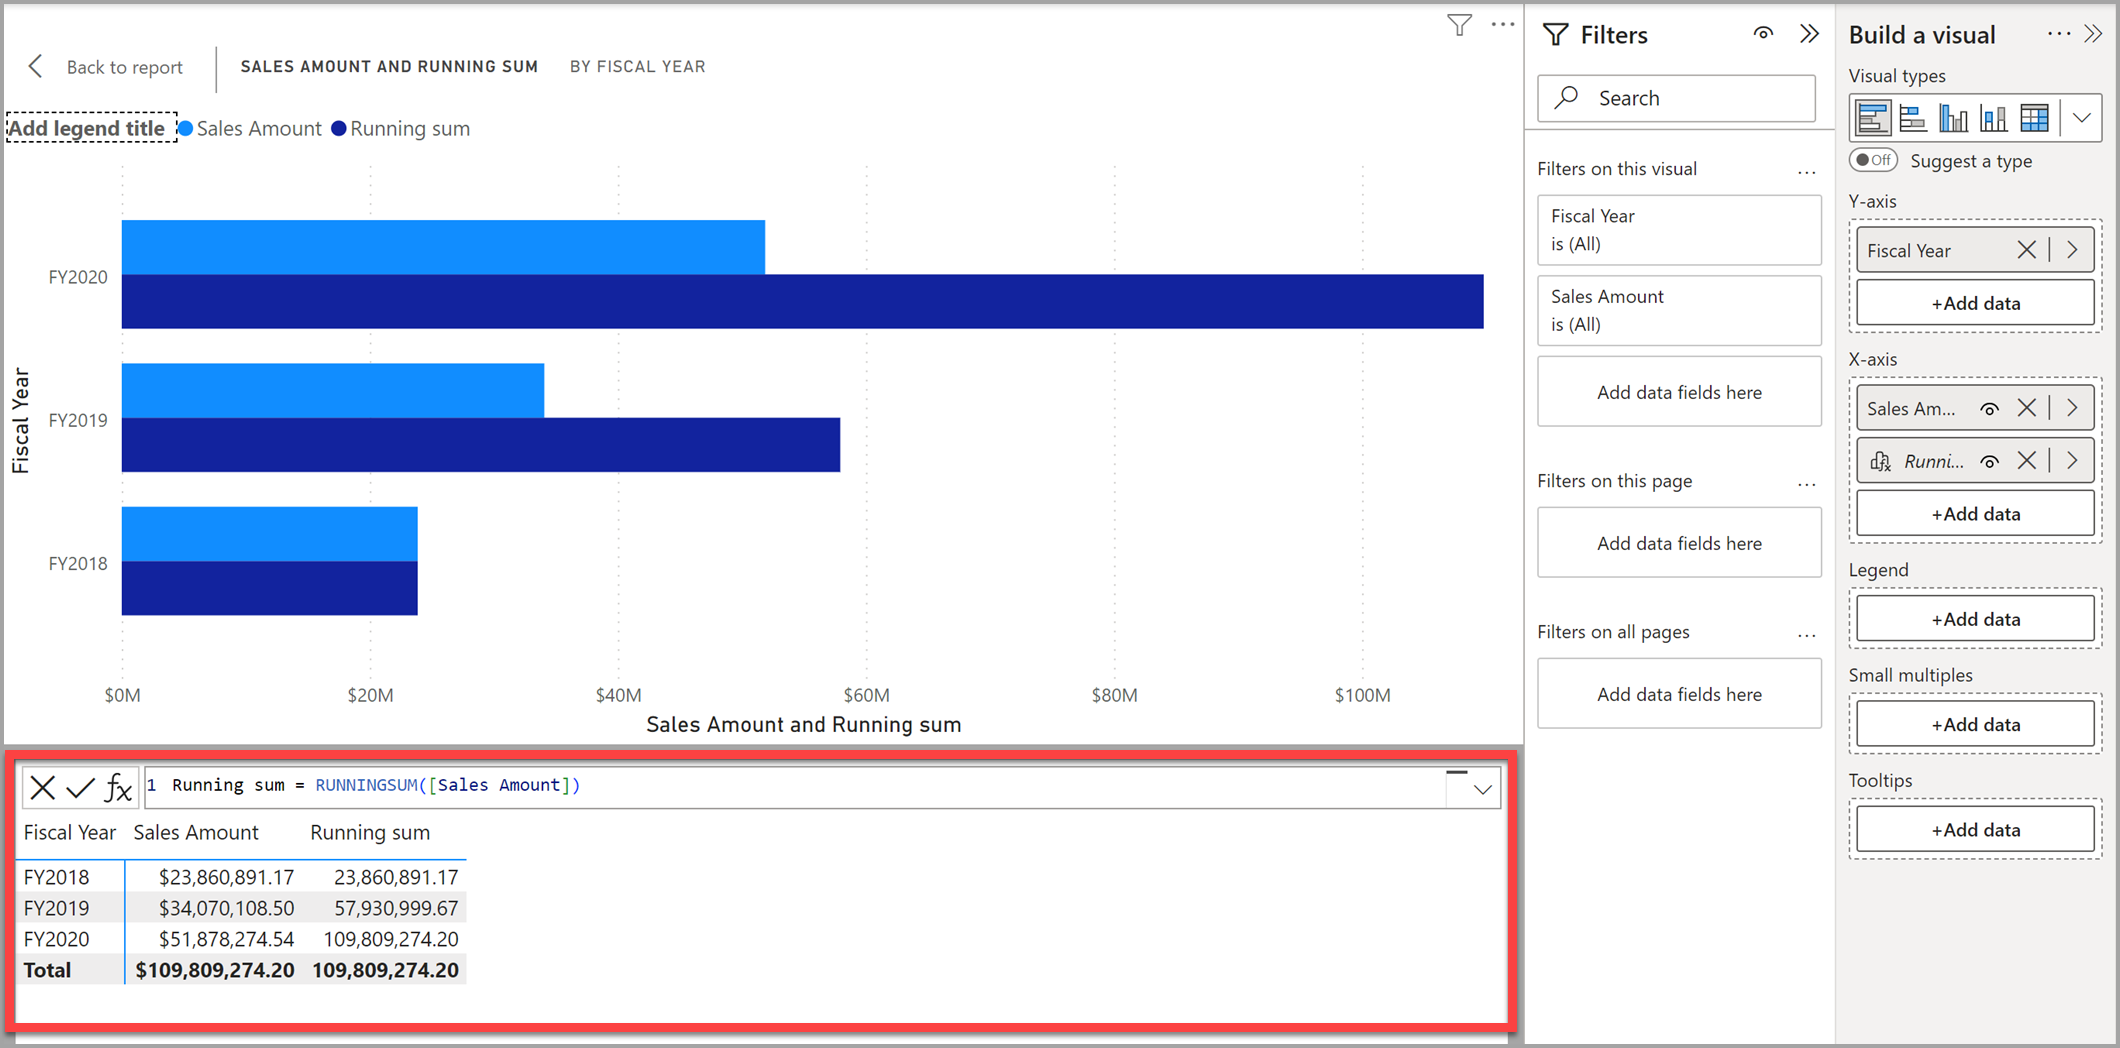 Back to report
SALES AMOUNT AND RUNNING SUM BY FISCAL YEAR
Add legend title Sales Amount Running sum
FY2020
FY2019
FY2018
Fiscal Year
$0M $20M $40M $60M $80M $100M
Sales Amount and Running sum
fx 1 Running sum = RUNNINGSUM([Sales Amount])
Fiscal Year Sales Amount Running sum
FY2018 $23,860,891.17 23,860,891.17
FY2019 $34,070,108.50 57,930,999.67
FY2020 $51,878,274.54 109,809,274.20
Total $109,809,274.20 109,809,274.20
Filters
Search
Filters on this visual ...
Fiscal Year
is (All)
Sales Amount
is (All)
Add data fields here
Filters on this page ...
Add data fields here
Filters on all pages ...
Add data fields here
Build a visual ...
Visual types
Off Suggest a type
Y-axis
Fiscal Year
+Add data
X-axis
Sales Am...
Runni...
+Add data
Legend
+Add data
Small multiples
+Add data
Tooltips
+Add data